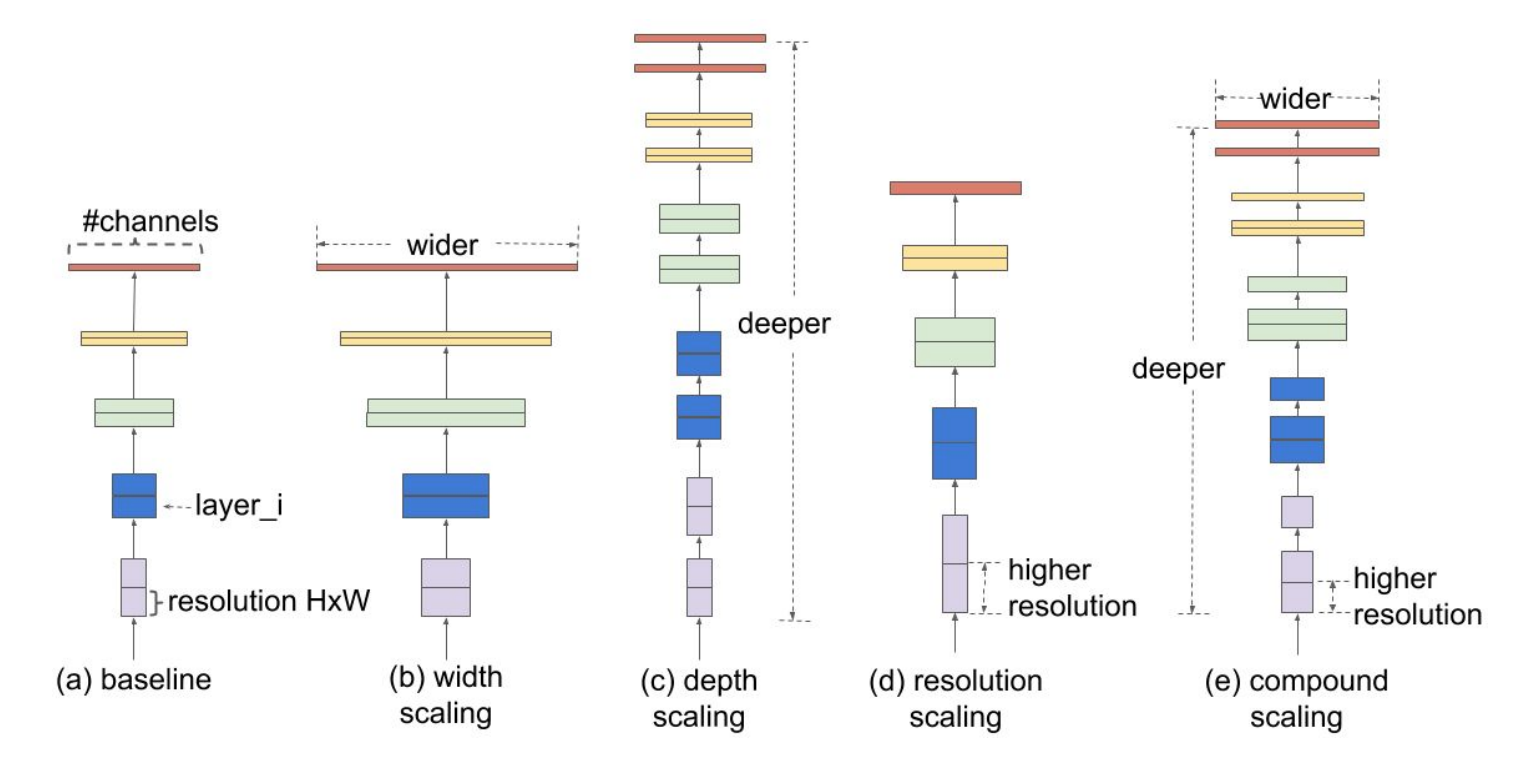 #channels
layer_i
resolution HxW
(a) baseline
wider
(b) width
scaling
deeper
(c) depth
scaling
higher
resolution
(d) resolution
scaling
wider
deeper
higher
resolution
(e) compound
scaling